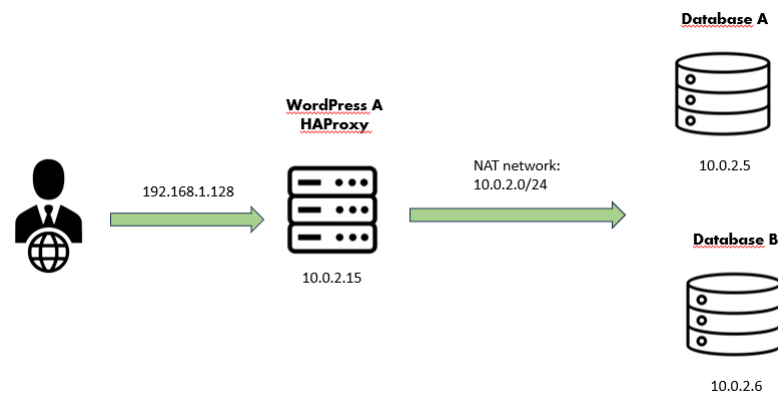 Database A
WordPress A
HAProxy
10.0.2.5
NAT network:
10.0.2.0/24
192.168.1.128
Database B
10.0.2.15
10.0.2.6